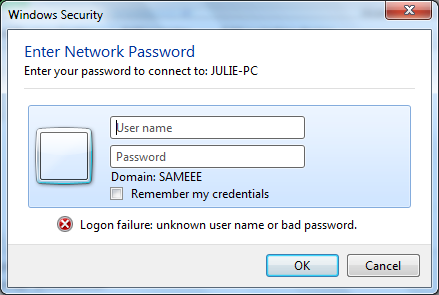 Windows Security
Enter Network Password
Enter your password to connect to: JULIE-PC
User name
Password
Domain: SAMEEE
Remember my credentials
Logon failure: unknown user name or bad password.
OK
Cancel